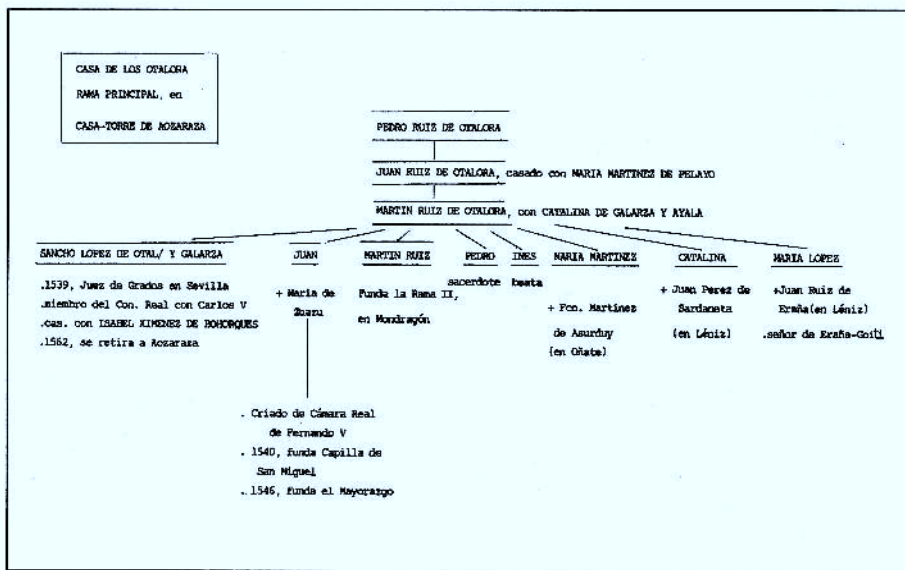 CASA DE LOS OTALORA
RAMA PRINCIPAL, en
CASA-TORRE DE AOZARAZA
PEDRO RUIZ DE OTALORA
JUAN RUIZ DE OTALORA, casado con MARIA MARTINEZ DE PELAYO
MARTIN RUIZ DE OTALORA, con CATALINA DE GALARZA Y AYALA
SANCHO LOPEZ DE OTAL/ Y GALARZA
.1539, Juez de Grados en Sevilla
.miembro del Con. Real con Carlos V
.cas. con ISABEL XIMENEZ DE BOHORQUES
.1562, se retira a Aozaraza
JUAN
+ Maria de
Zuazu
. Criado de Cámara Real
de Fernando V
. 1540, funda Capilla de
San Miguel
. 1546, funda el Mayorazgo
MARTIN RUIZ
Funda la Rama II,
en Mondragón
PEDRO
sacerdote
INES
beata
MARIA MARTINEZ
+ Fco. Martinez
de Asurduy
(en Oñate)
CATALINA
+ Juan Perez de
Sardaneta
(en Léniz)
MARIA LOPEZ
+Juan Ruiz de
Eraña(en Léniz)
.señor de Eraña-Goiti